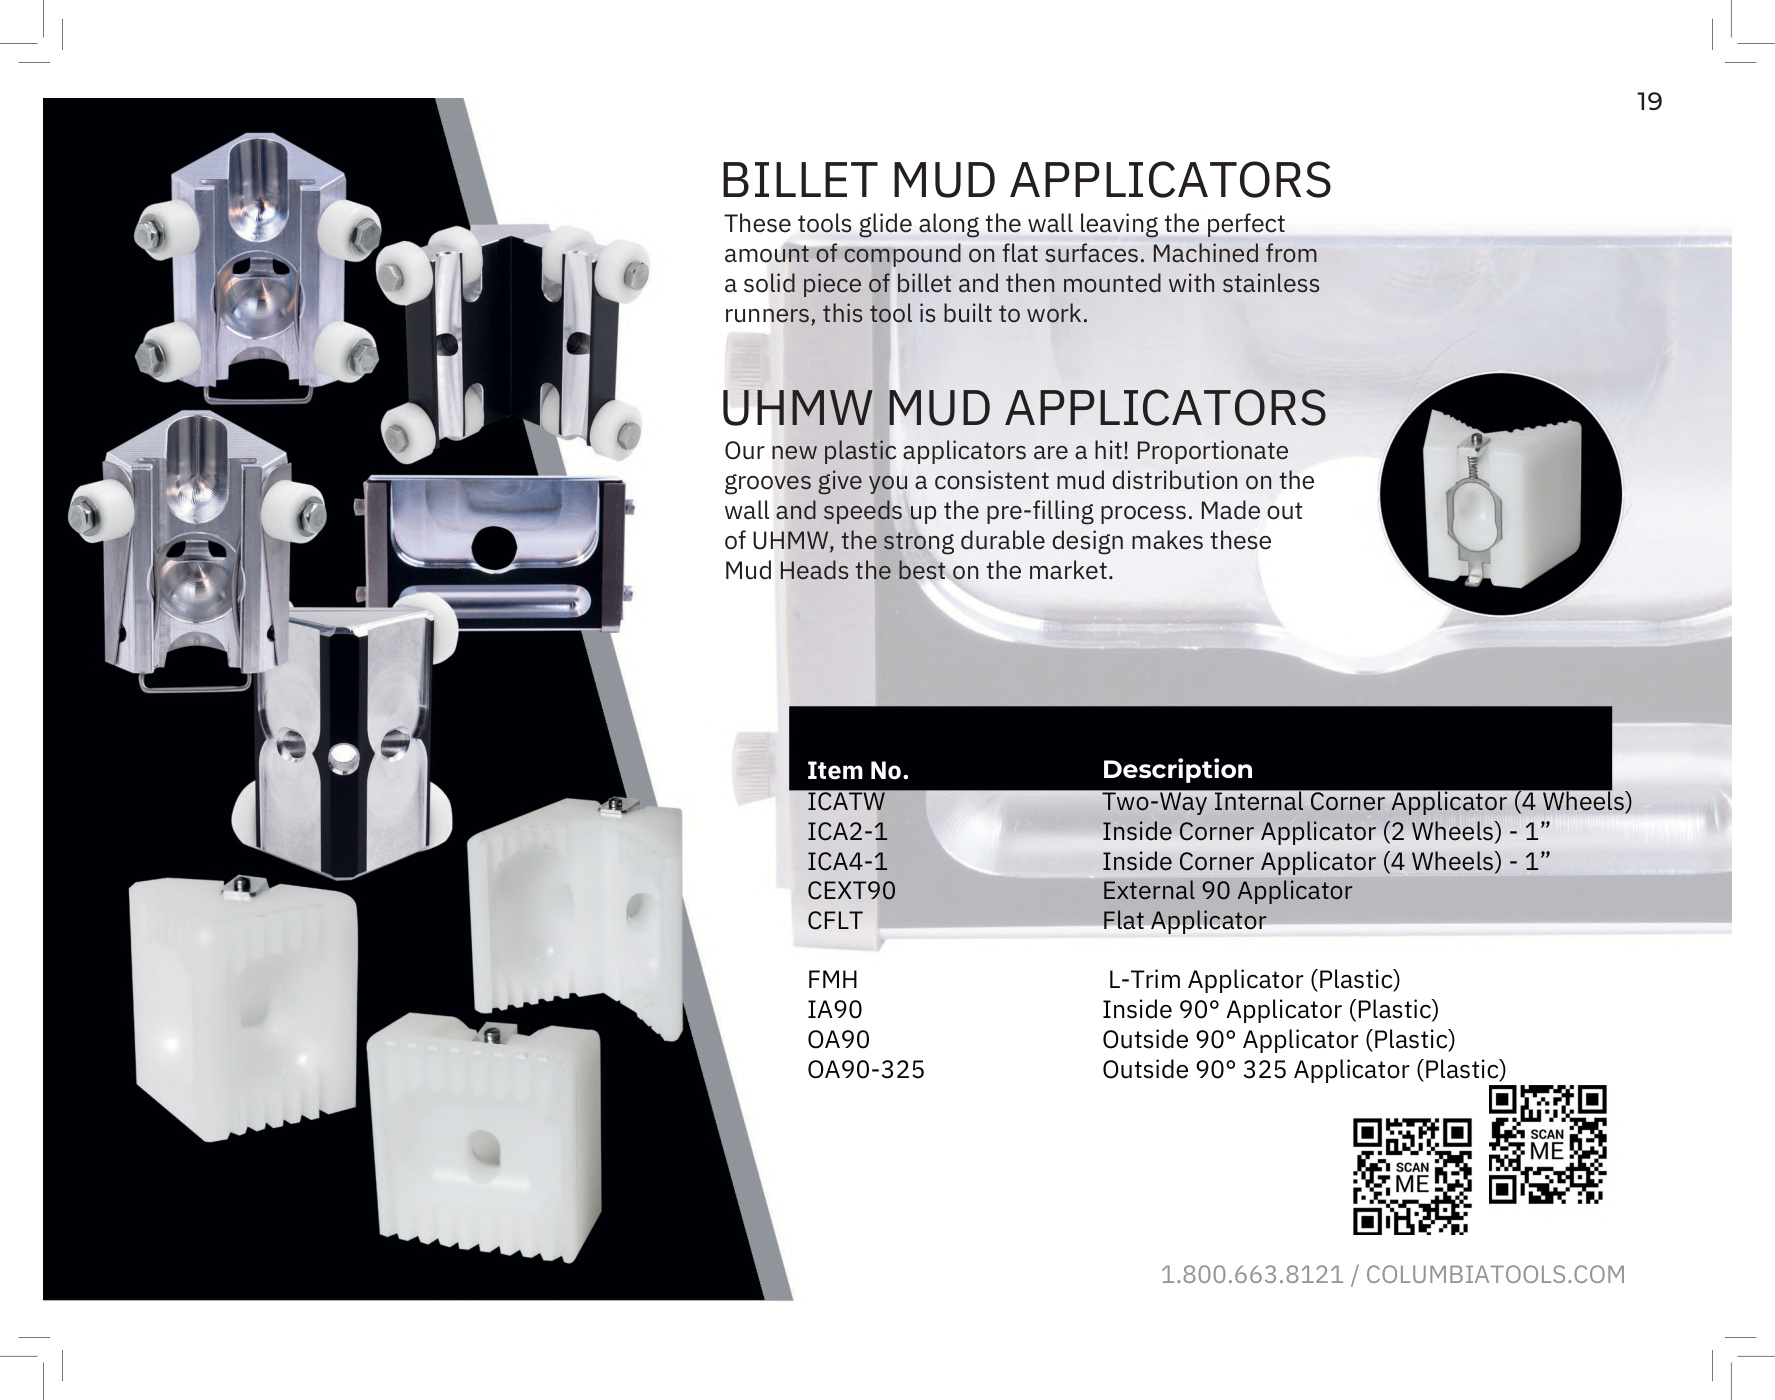 19
BILLET MUD APPLICATORS
These tools glide along the wall leaving the perfect
amount of compound on flat surfaces. Machined from
a solid piece of billet and then mounted with stainless
runners, this tool is built to work.
UHMW MUD APPLICATORS
Our new plastic applicators are a hit! Proportionate
grooves give you a consistent mud distribution on the
wall and speeds up the pre-filling process. Made out
of UHMW, the strong durable design makes these
Mud Heads the best on the market.
Item No. Description
ICATW Two-Way Internal Corner Applicator (4 Wheels)
ICA2-1 Inside Corner Applicator (2 Wheels) - 1”
ICA4-1 Inside Corner Applicator (4 Wheels) - 1”
CEXT90 External 90 Applicator
CFLT Flat Applicator
FMH L-Trim Applicator (Plastic)
IA90 Inside 90° Applicator (Plastic)
OA90 Outside 90° Applicator (Plastic)
OA90-325 Outside 90° 325 Applicator (Plastic)
SCAN
ME
SCAN
ME
1.800.663.8121 / COLUMBIATOOLS.COM